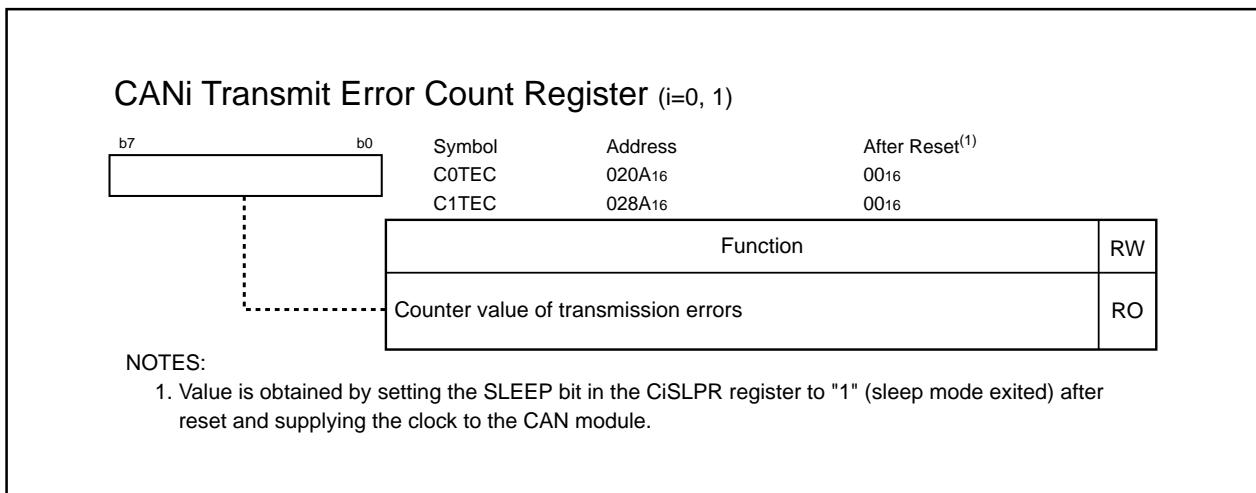 CANi Transmit Error Count Register (i=0, 1)
b7 b0 Symbol Address After Reset(1)
C0TEC 020A16 0016
C1TEC 028A16 0016
Function RW
Counter value of transmission errors RO
NOTES:
1. Value is obtained by setting the SLEEP bit in the CiSLPR register to "1" (sleep mode exited) after
reset and supplying the clock to the CAN module.